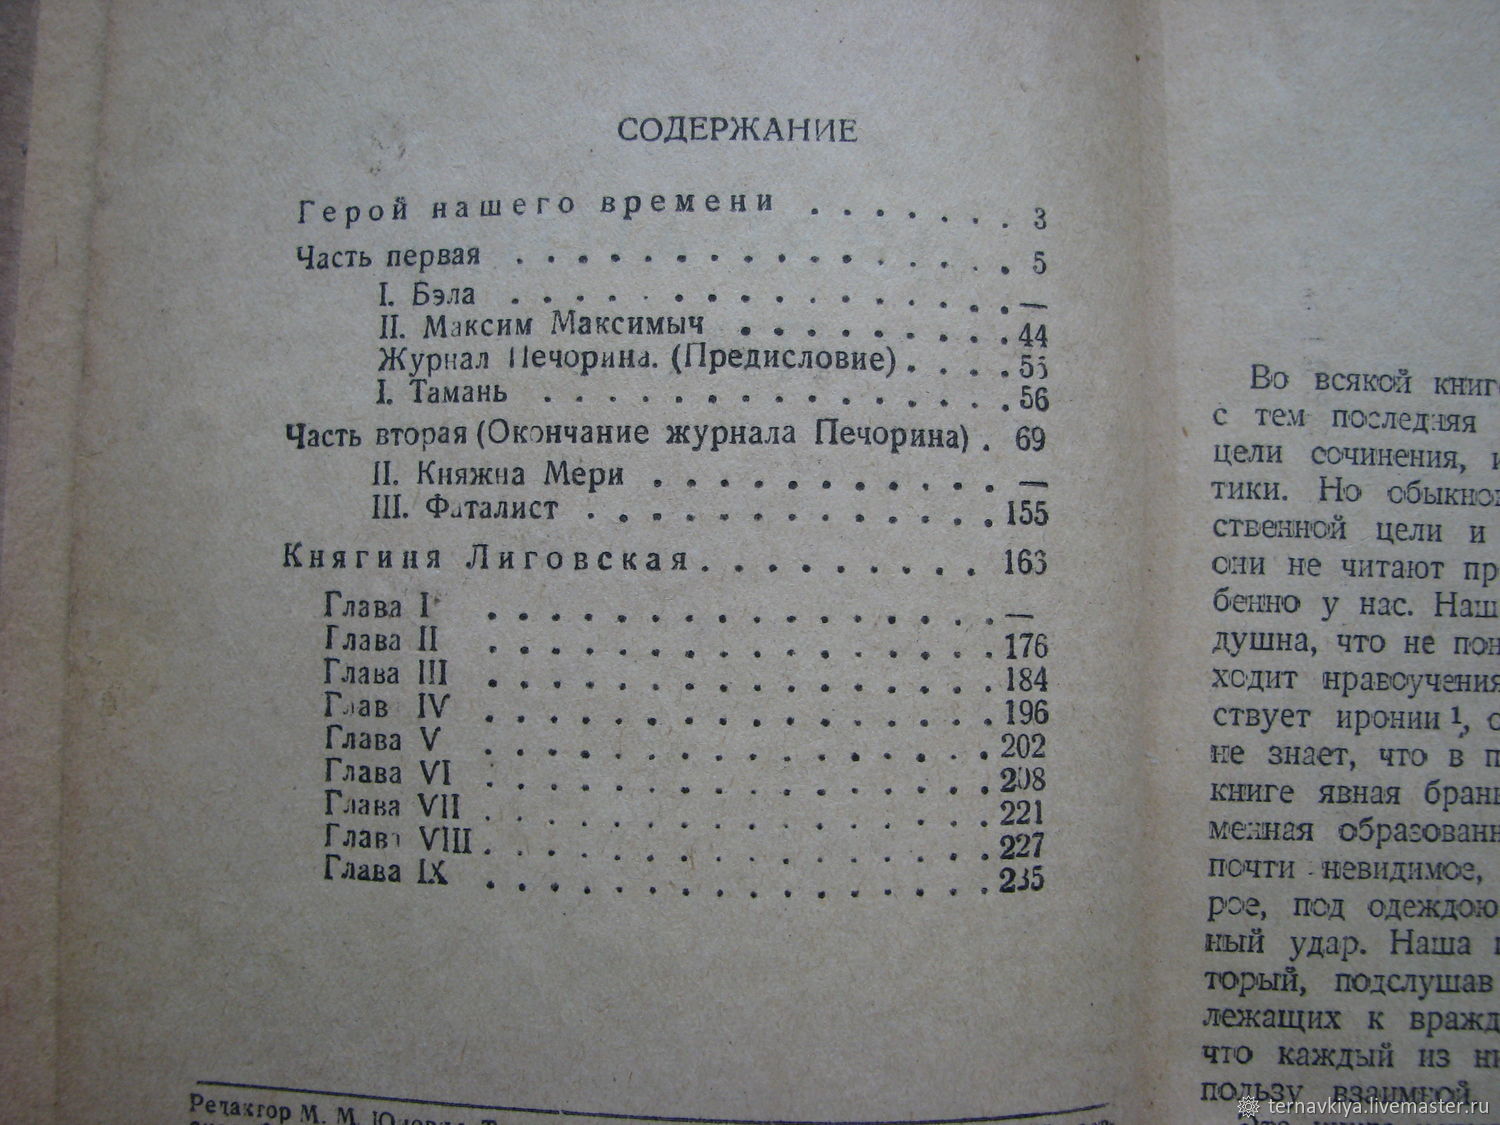 СОДЕРЖАНИЕ
Герой нашего времени . . . . . . . 3
Часть первая . . . . . . . . . . . . . . . . 5
I. Бэла . . . . . . . . . . . . . . . . —
II. Максим Максимыч . . . . . . . . . 44
Журнал Печорина. (Предисловие) . . . . 55
I. Тамань . . . . . . . . . . . . . . . 56
Часть вторая (Окончание журнала Печорина) . 69
II. Княжна Мери . . . . . . . . . . . . —
III. Фаталист . . . . . . . . . . . . . 155
Княгиня Лиговская . . . . . . . . . 163
Глава I . . . . . . . . . . . . . . . . —
Глава II . . . . . . . . . . . . . . . . 176
Глава III . . . . . . . . . . . . . . . . 184
Глав IV . . . . . . . . . . . . . . . . 196
Глава V . . . . . . . . . . . . . . . . 202
Глава VI . . . . . . . . . . . . . . . . 208
Глава VII . . . . . . . . . . . . . . . . 221
Глава VIII . . . . . . . . . . . . . . . . 227
Глава IX . . . . . . . . . . . . . . . . 235
Редактор М. М.
Во всякой книг
с тем последняя
цели сочинения, и
тики. Но обыкно
ственной цели и
они не читают пр
бенно у нас. Наш
душна, что не пон
ходит нравоучения
ствует иронии ¹, о
не знает, что в п
книге явная бран
менная образован
почти невидимое,
рое, под одеждою
ный удар. Наша
торый, подслушав
лежащих к вражд
что каждый из ни
пользу взаимной
ternavkiya.livemaster.ru